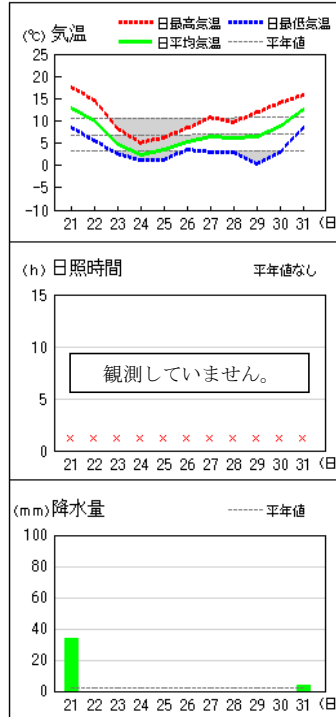 (℃) 気温
日最高気温 日最低気温
日平均気温 平年値
25
20
15
10
5
0
-5
-10
21 22 23 24 25 26 27 28 29 30 31 (日
(h) 日照時間 平年値なし
15
10
観測していません。
5
0
× × × × × × × × × × ×
21 22 23 24 25 26 27 28 29 30 31 (日
(mm) 降水量 平年値
100
80
60
40
20
0
21 22 23 24 25 26 27 28 29 30 31 (日